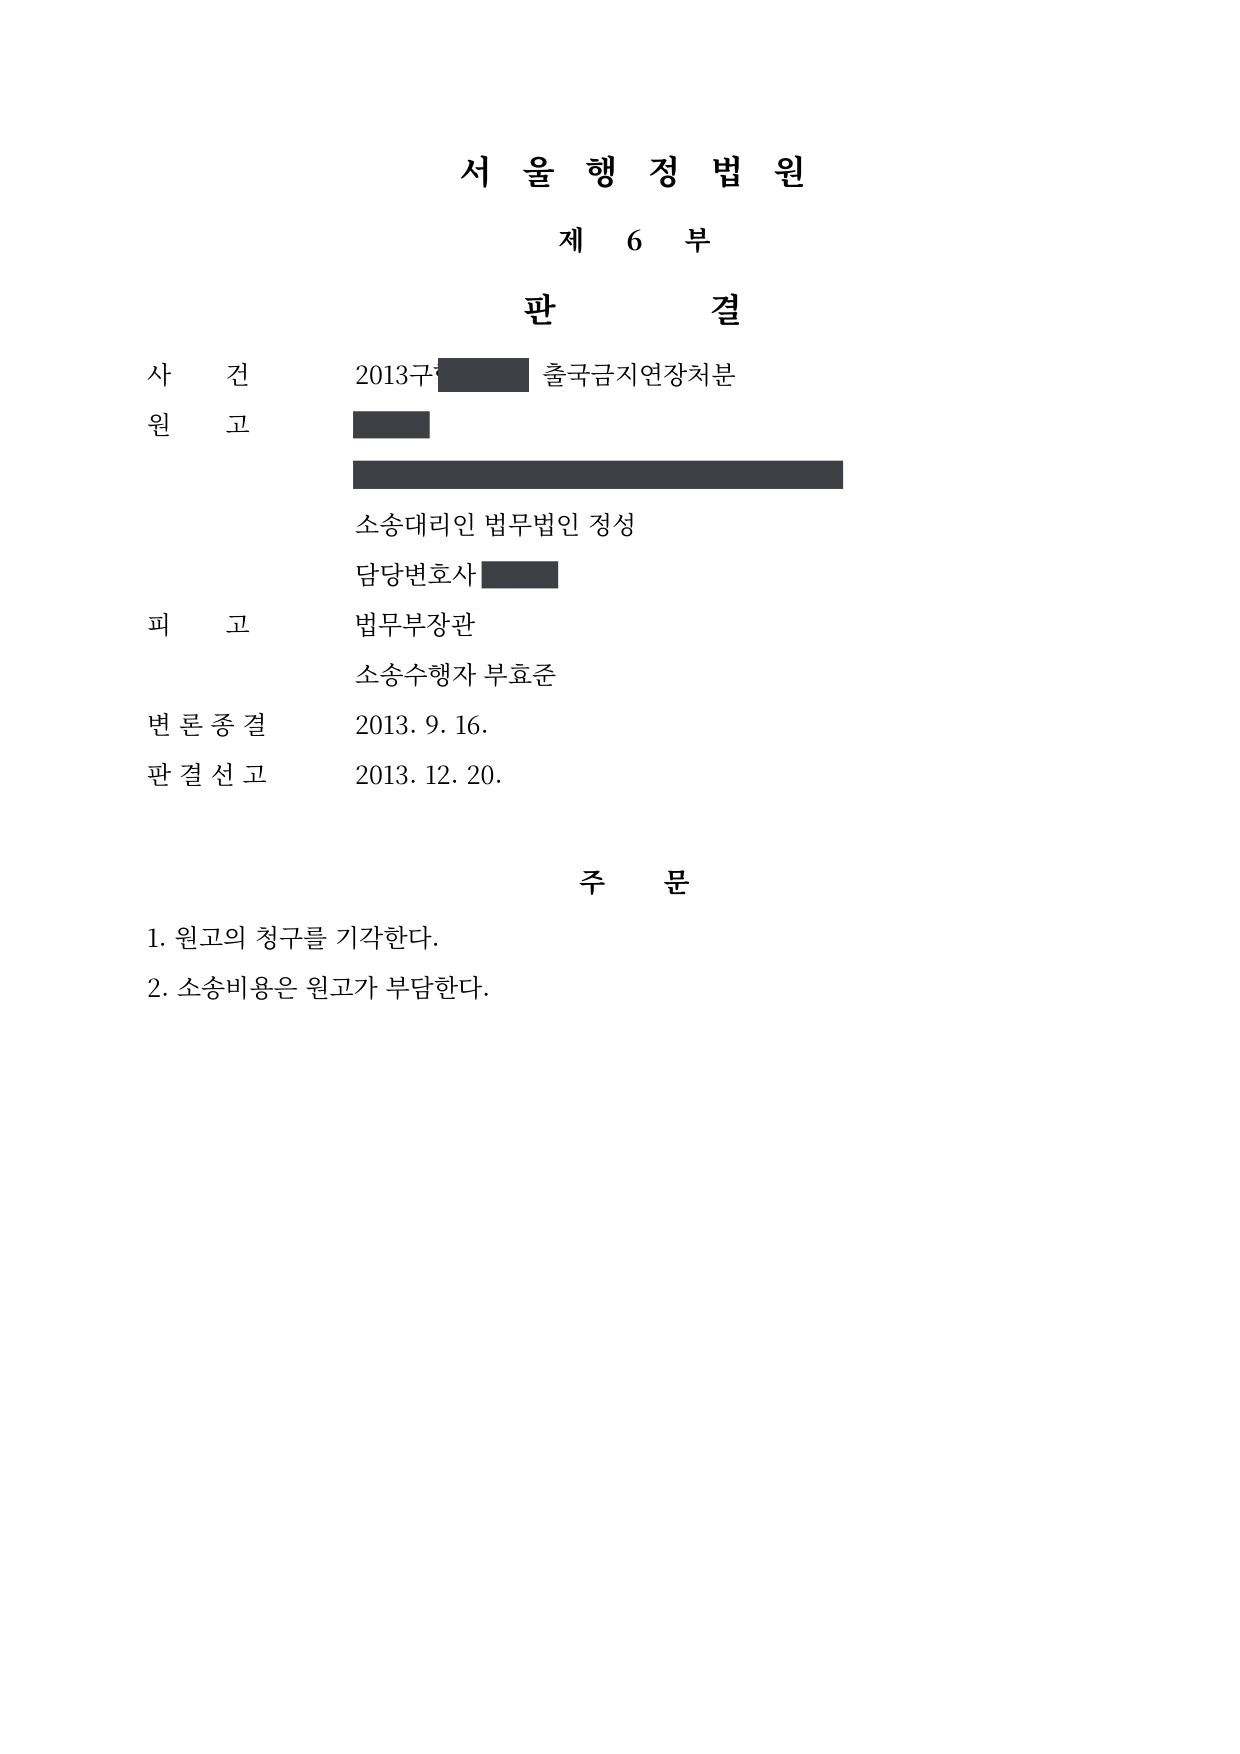 서 울 행 정 법 원
제 6 부
판 결
사 건 2013구 출국금지연장처분
원 고
소송대리인 법무법인 정성
담당변호사
피 고 법무부장관
소송수행자 부효준
변 론 종 결 2013. 9. 16.
판 결 선 고 2013. 12. 20.
주 문
1. 원고의 청구를 기각한다.
2. 소송비용은 원고가 부담한다.